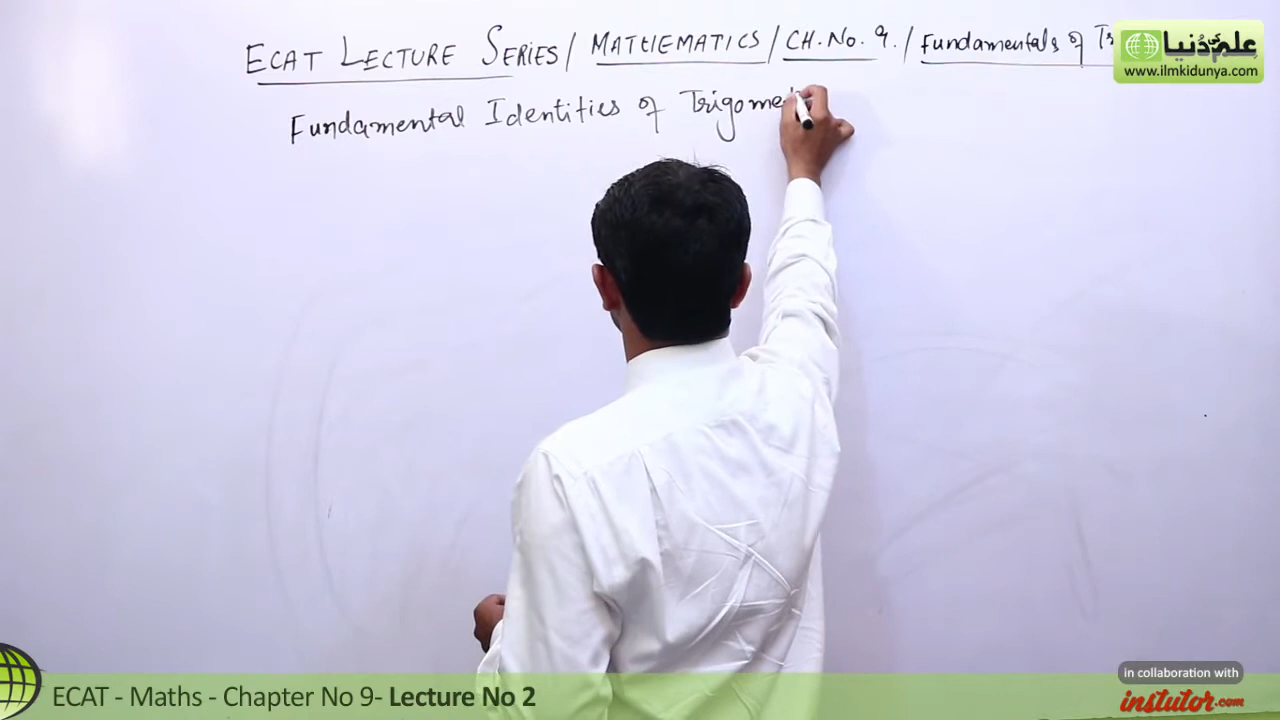 ECAT LECTURE SERIES / MATHEMATICS / CH. No. 9. / Fundamentals of Tr
علم کی دنیا
www.ilmkidunya.com
Fundamental Identities of Trigome
in collaboration with
instutor.com
ECAT - Maths - Chapter No 9- Lecture No 2